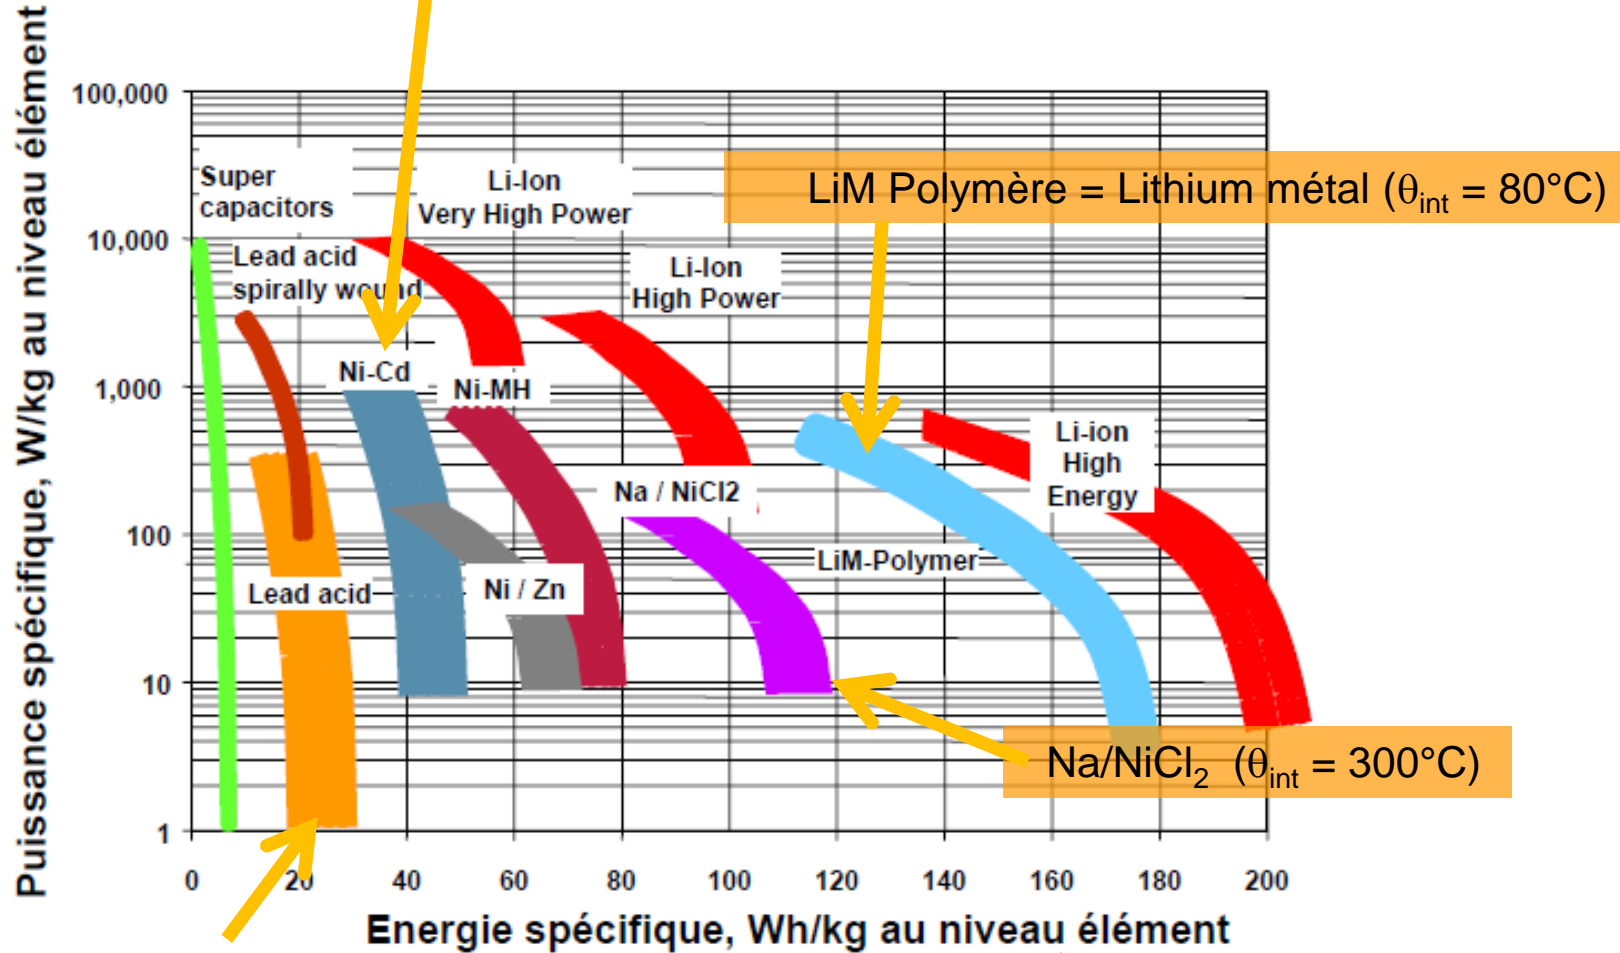 Puissance spécifique, W/kg au niveau élément
100,000
10,000
1,000
100
10
1
Super
capacitors
Li-Ion
Very High Power
LiM Polymère = Lithium métal (θint = 80°C)
Lead acid
spirally wound
Li-Ion
High Power
Ni-Cd
Ni-MH
Li-ion
High
Energy
Na / NiCl2
LiM-Polymer
Lead acid
Ni / Zn
Na/NiCl2 (θint = 300°C)
0 20 40 60 80 100 120 140 160 180 200
Energie spécifique, Wh/kg au niveau élément